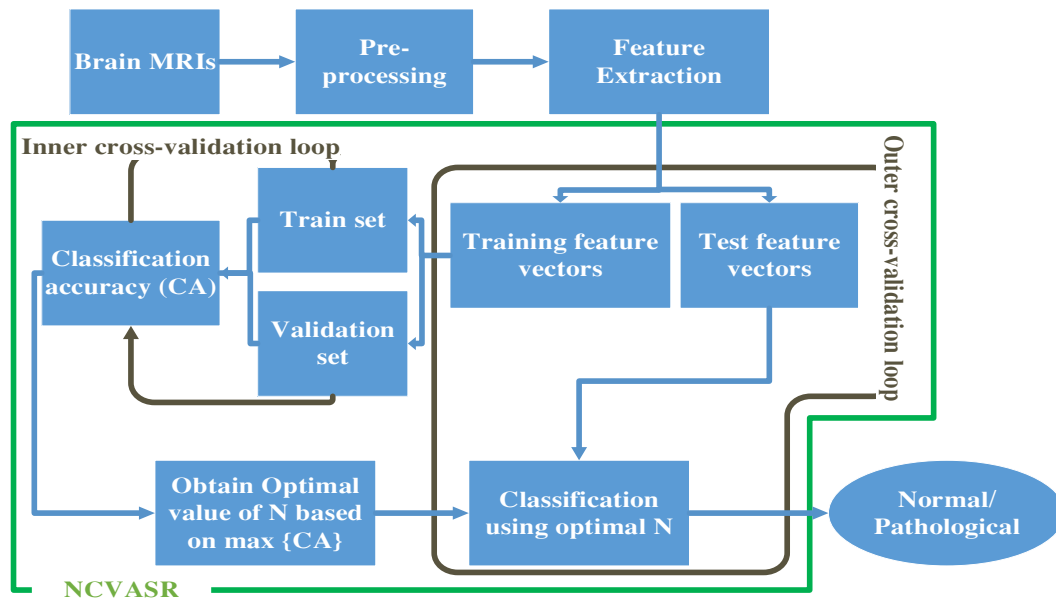 Brain MRIs
Pre-
processing
Feature
Extraction
Inner cross-validation loop
Outer cross-validation loop
Train set
Training feature
vectors
Test feature
vectors
Classification
accuracy (CA)
Validation
set
Obtain Optimal
value of N based
on max {CA}
Classification
using optimal N
Normal/
Pathological
NCVASR